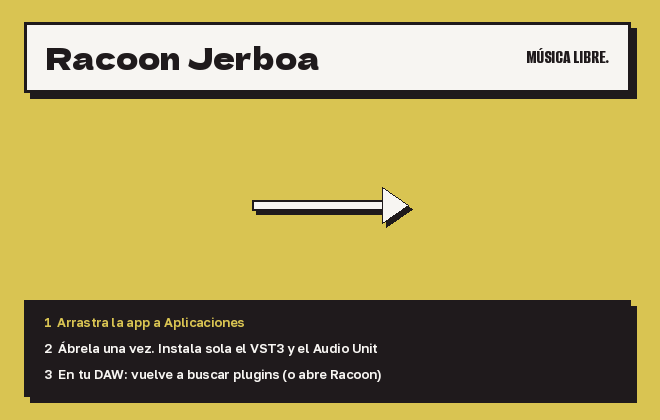 Racoon Jerboa
MÚSICA LIBRE.
1 Arrastra la app a Aplicaciones
2 Ábrela una vez. Instala sola el VST3 y el Audio Unit
3 En tu DAW: vuelve a buscar plugins (o abre Racoon)